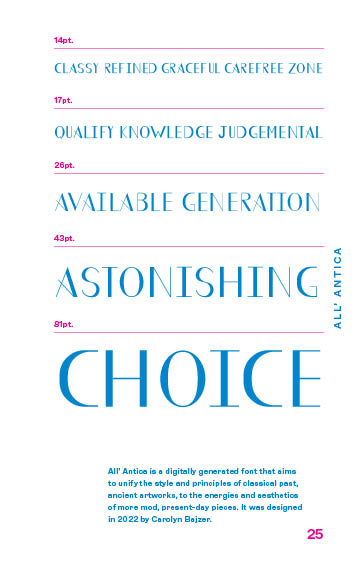 14pt.
CLASSY REFINED GRACEFUL CAREFREE ZONE
17pt.
QUALIFY KNOWLEDGE JUDGEMENTAL
26pt.
AVAILABLE GENERATION
43pt.
ASTONISHING
81pt.
CHOICE
ALL' ANTICA
All' Antica is a digitally generated font that aims
to unify the style and principles of classical past,
ancient artworks, to the energies and aesthetics
of more mod, present-day pieces. It was designed
in 2022 by Carolyn Bajzer.
25